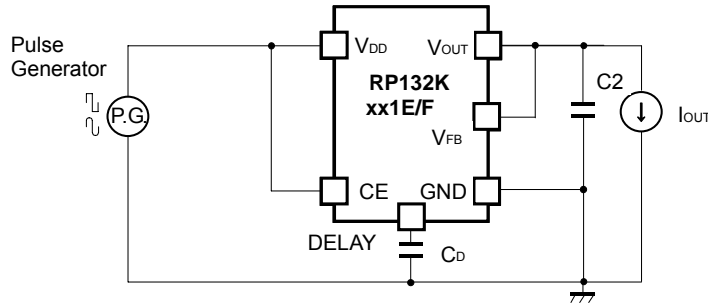 Pulse
Generator
P.G.
VDD
VOUT
RP132K
xx1E/F
VFB
CE
GND
DELAY
CD
C2
IOUT